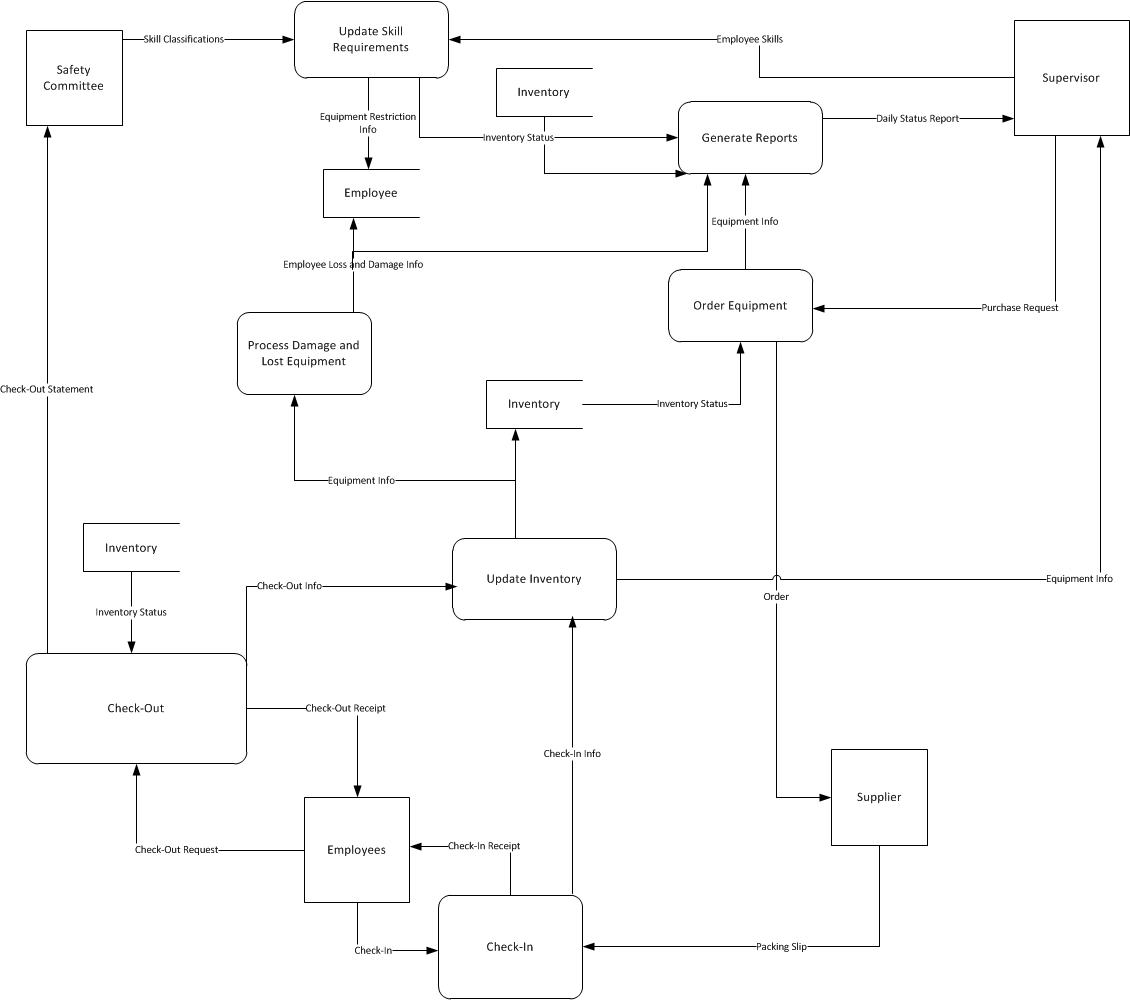 Update Skill
Requirements
Skill Classifications
Employee Skills
Safety
Committee
Supervisor
Inventory
Equipment Restriction
Info
Inventory Status
Generate Reports
Daily Status Report
Employee
Equipment Info
Employee Loss and Damage Info
Order Equipment
Purchase Request
Process Damage and
Lost Equipment
Check-Out Statement
Inventory
Inventory Status
Equipment Info
Inventory
Update Inventory
Equipment Info
Check-Out Info
Order
Inventory Status
Check-Out
Check-Out Receipt
Check-In Info
Supplier
Employees
Check-Out Request
Check-In Receipt
Check-In
Check-In
Packing Slip